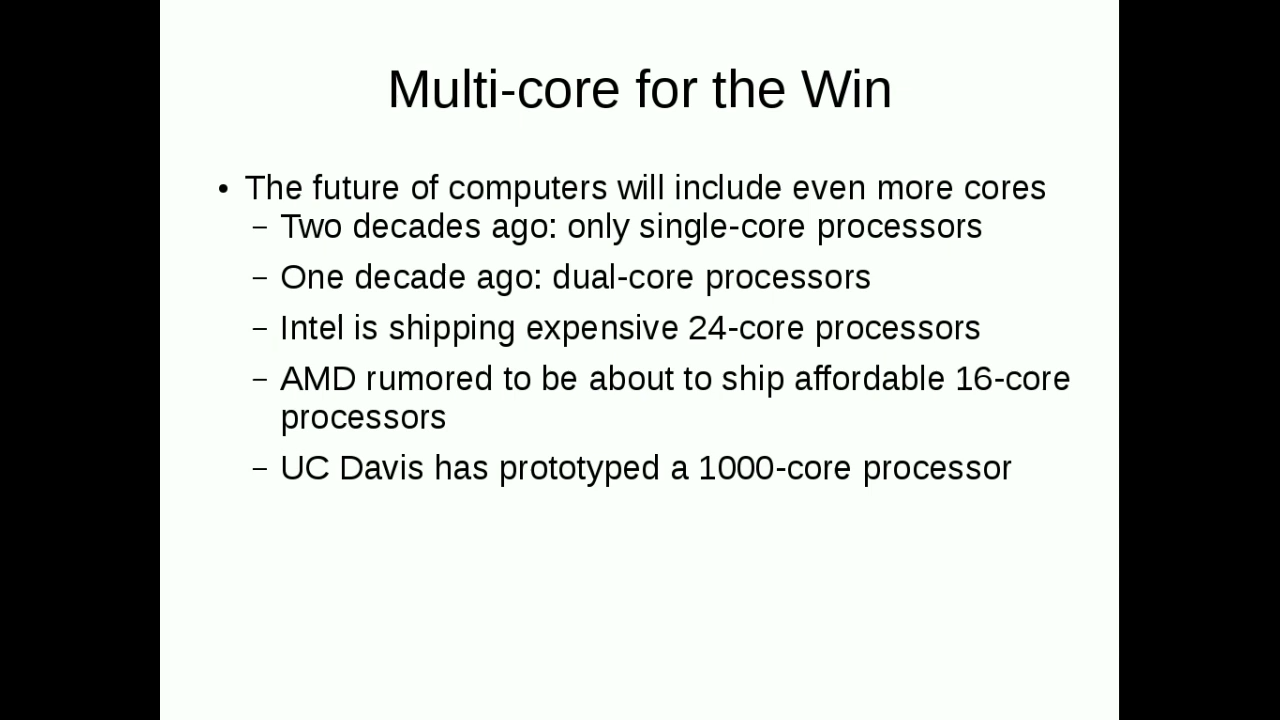 Multi-core for the Win
• The future of computers will include even more cores
– Two decades ago: only single-core processors
– One decade ago: dual-core processors
– Intel is shipping expensive 24-core processors
– AMD rumored to be about to ship affordable 16-core
processors
– UC Davis has prototyped a 1000-core processor